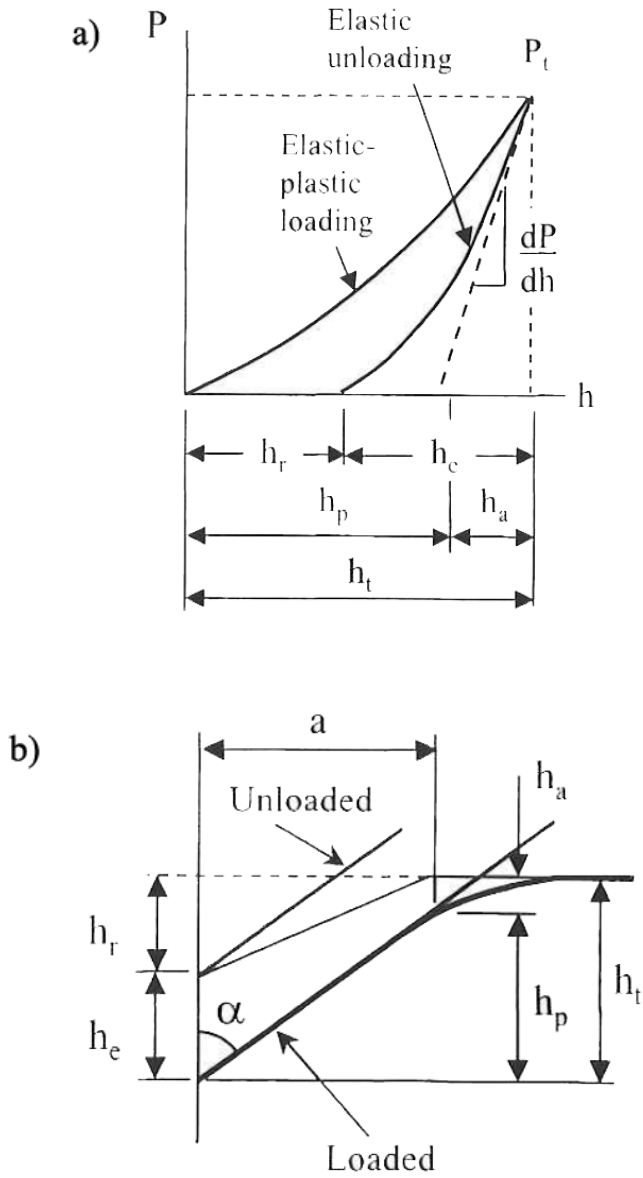 a)
P
Elastic
unloading
P_t
Elastic-
plastic
loading
dP
dh
h
h_r
h_e
h_p
h_a
h_t
b)
a
h_a
Unloaded
h_r
α
h_e
h_p
h_t
Loaded